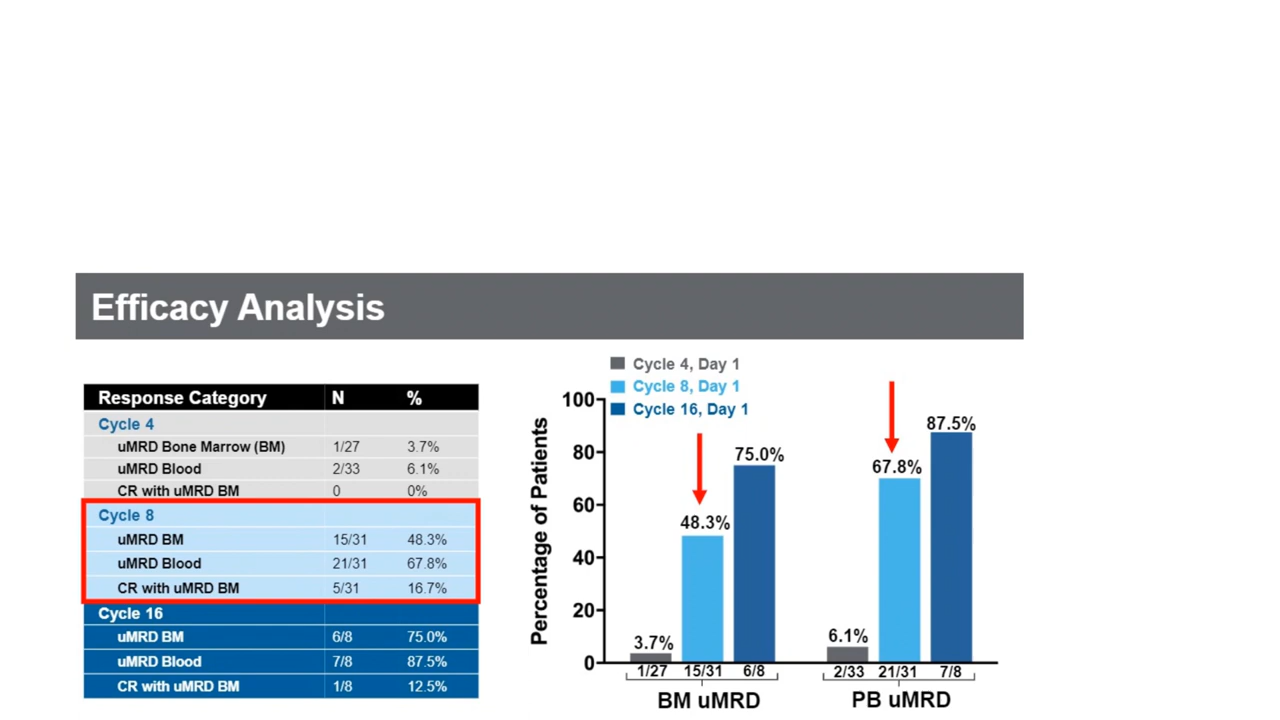 Efficacy Analysis
Response Category N %
Cycle 4
uMRD Bone Marrow (BM) 1/27 3.7%
uMRD Blood 2/33 6.1%
CR with uMRD BM 0 0%
Cycle 8
uMRD BM 15/31 48.3%
uMRD Blood 21/31 67.8%
CR with uMRD BM 5/31 16.7%
Cycle 16
uMRD BM 6/8 75.0%
uMRD Blood 7/8 87.5%
CR with uMRD BM 1/8 12.5%
Cycle 4, Day 1
Cycle 8, Day 1
Cycle 16, Day 1
Percentage of Patients
100
80
60
40
20
0
3.7%
48.3%
75.0%
6.1%
67.8%
87.5%
1/27 15/31 6/8 2/33 21/31 7/8
BM uMRD PB uMRD